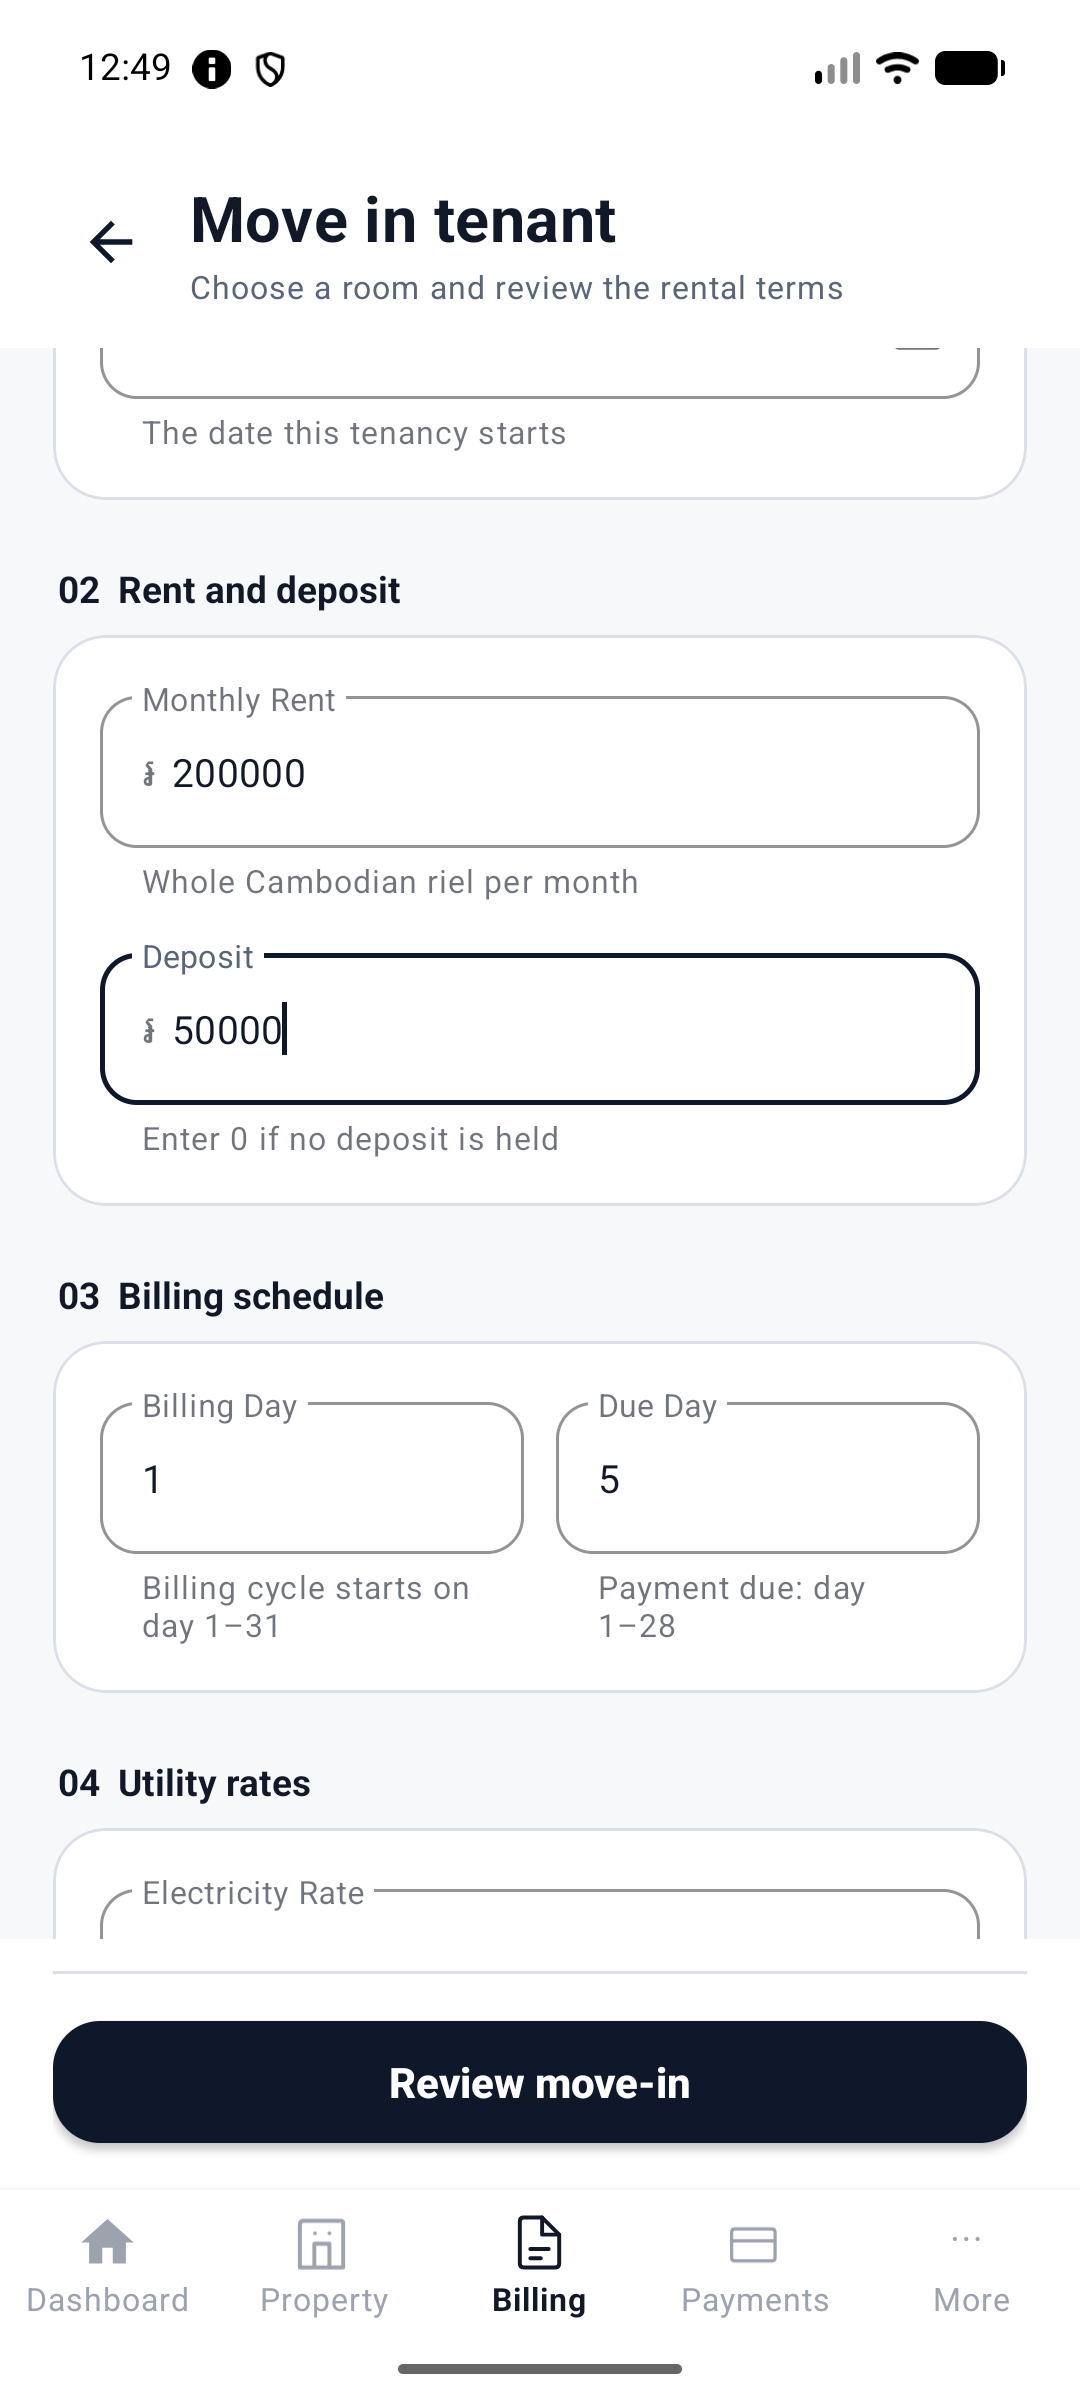 12:49
Move in tenant
Choose a room and review the rental terms
The date this tenancy starts
02 Rent and deposit
Monthly Rent
៛ 200000
Whole Cambodian riel per month
Deposit
៛ 50000
Enter 0 if no deposit is held
03 Billing schedule
Billing Day
1
Billing cycle starts on
day 1–31
Due Day
5
Payment due: day
1–28
04 Utility rates
Electricity Rate
Review move-in
Dashboard
Property
Billing
Payments
More